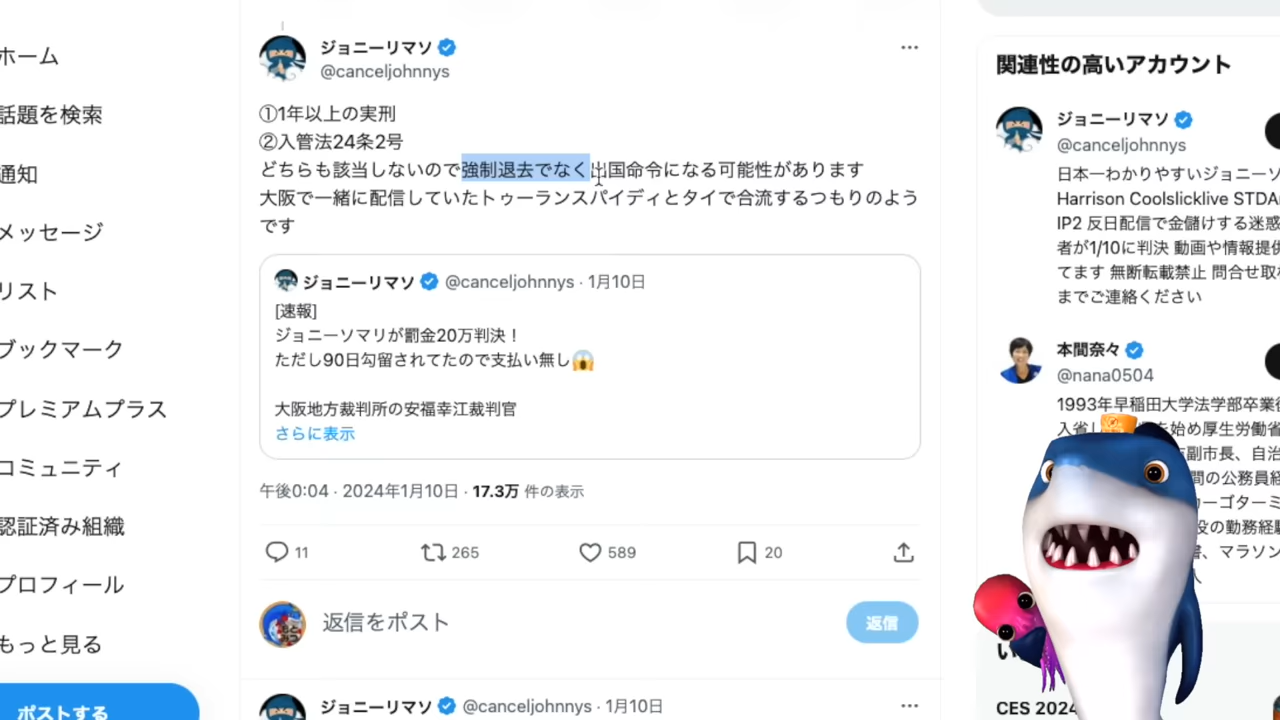 ホーム
話題を検索
通知
メッセージ
リスト
ブックマーク
プレミアムプラス
コミュニティ
認証済み組織
プロフィール
もっと見る
ポストする
ジョニーリマソ
@canceljohnnys
①1年以上の実刑
②入管法24条2号
どちらも該当しないので強制退去でなく出国命令になる可能性があります
大阪で一緒に配信していたトゥーランスパイディとタイで合流するつもりのよう
です
ジョニーリマソ @canceljohnnys · 1月10日
[速報]
ジョニーソマリが罰金20万判決！
ただし90日勾留されてたので支払い無し😱
大阪地方裁判所の安福幸江裁判官
さらに表示
午後0:04 · 2024年1月10日 · 17.3万 件の表示
11
265
589
20
返信をポスト
返信
ジョニーリマソ @canceljohnnys · 1月10日
関連性の高いアカウント
ジョニーリマソ
@canceljohnnys
日本一わかりやすいジョニーソ
Harrison Coolslicklive STDA
IP2 反日配信で金儲けする迷惑
者が1/10に判決 動画や情報提供
てます 無断転載禁止 問合せ取
までご連絡ください
本間奈々
@nana0504
1993年早稲田大学法学部卒業後
入省し を始め厚生労働省
副市長、自治
間の公務員経
ーゴターミ
役の勤務経験
、マラソン
人
い
CES 2024